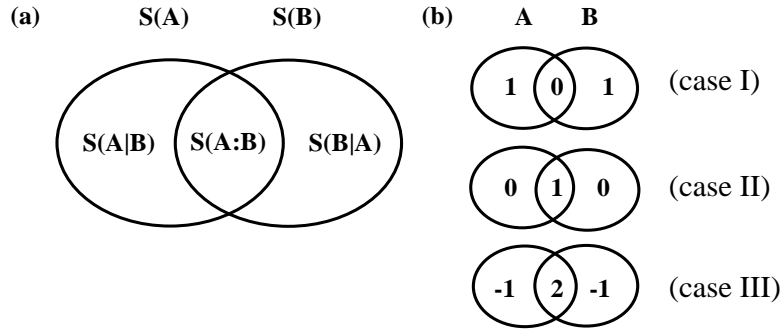 (a) S(A) S(B)
S(A|B) S(A:B) S(B|A)
(b) A B
1 0 1 (case I)
0 1 0 (case II)
-1 2 -1 (case III)